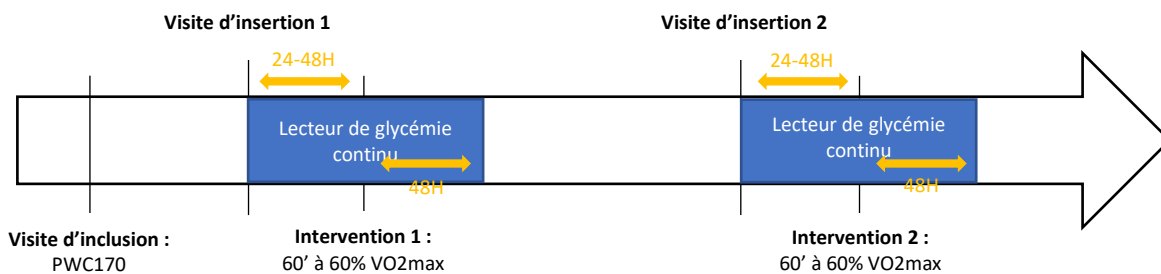 Visite d'insertion 1
Visite d'insertion 2
24-48H
24-48H
Lecteur de glycémie
continu
48H
Lecteur de glycémie
continu
48H
Visite d'inclusion :
PWC170
Intervention 1 :
60' à 60% VO2max
Intervention 2 :
60' à 60% VO2max